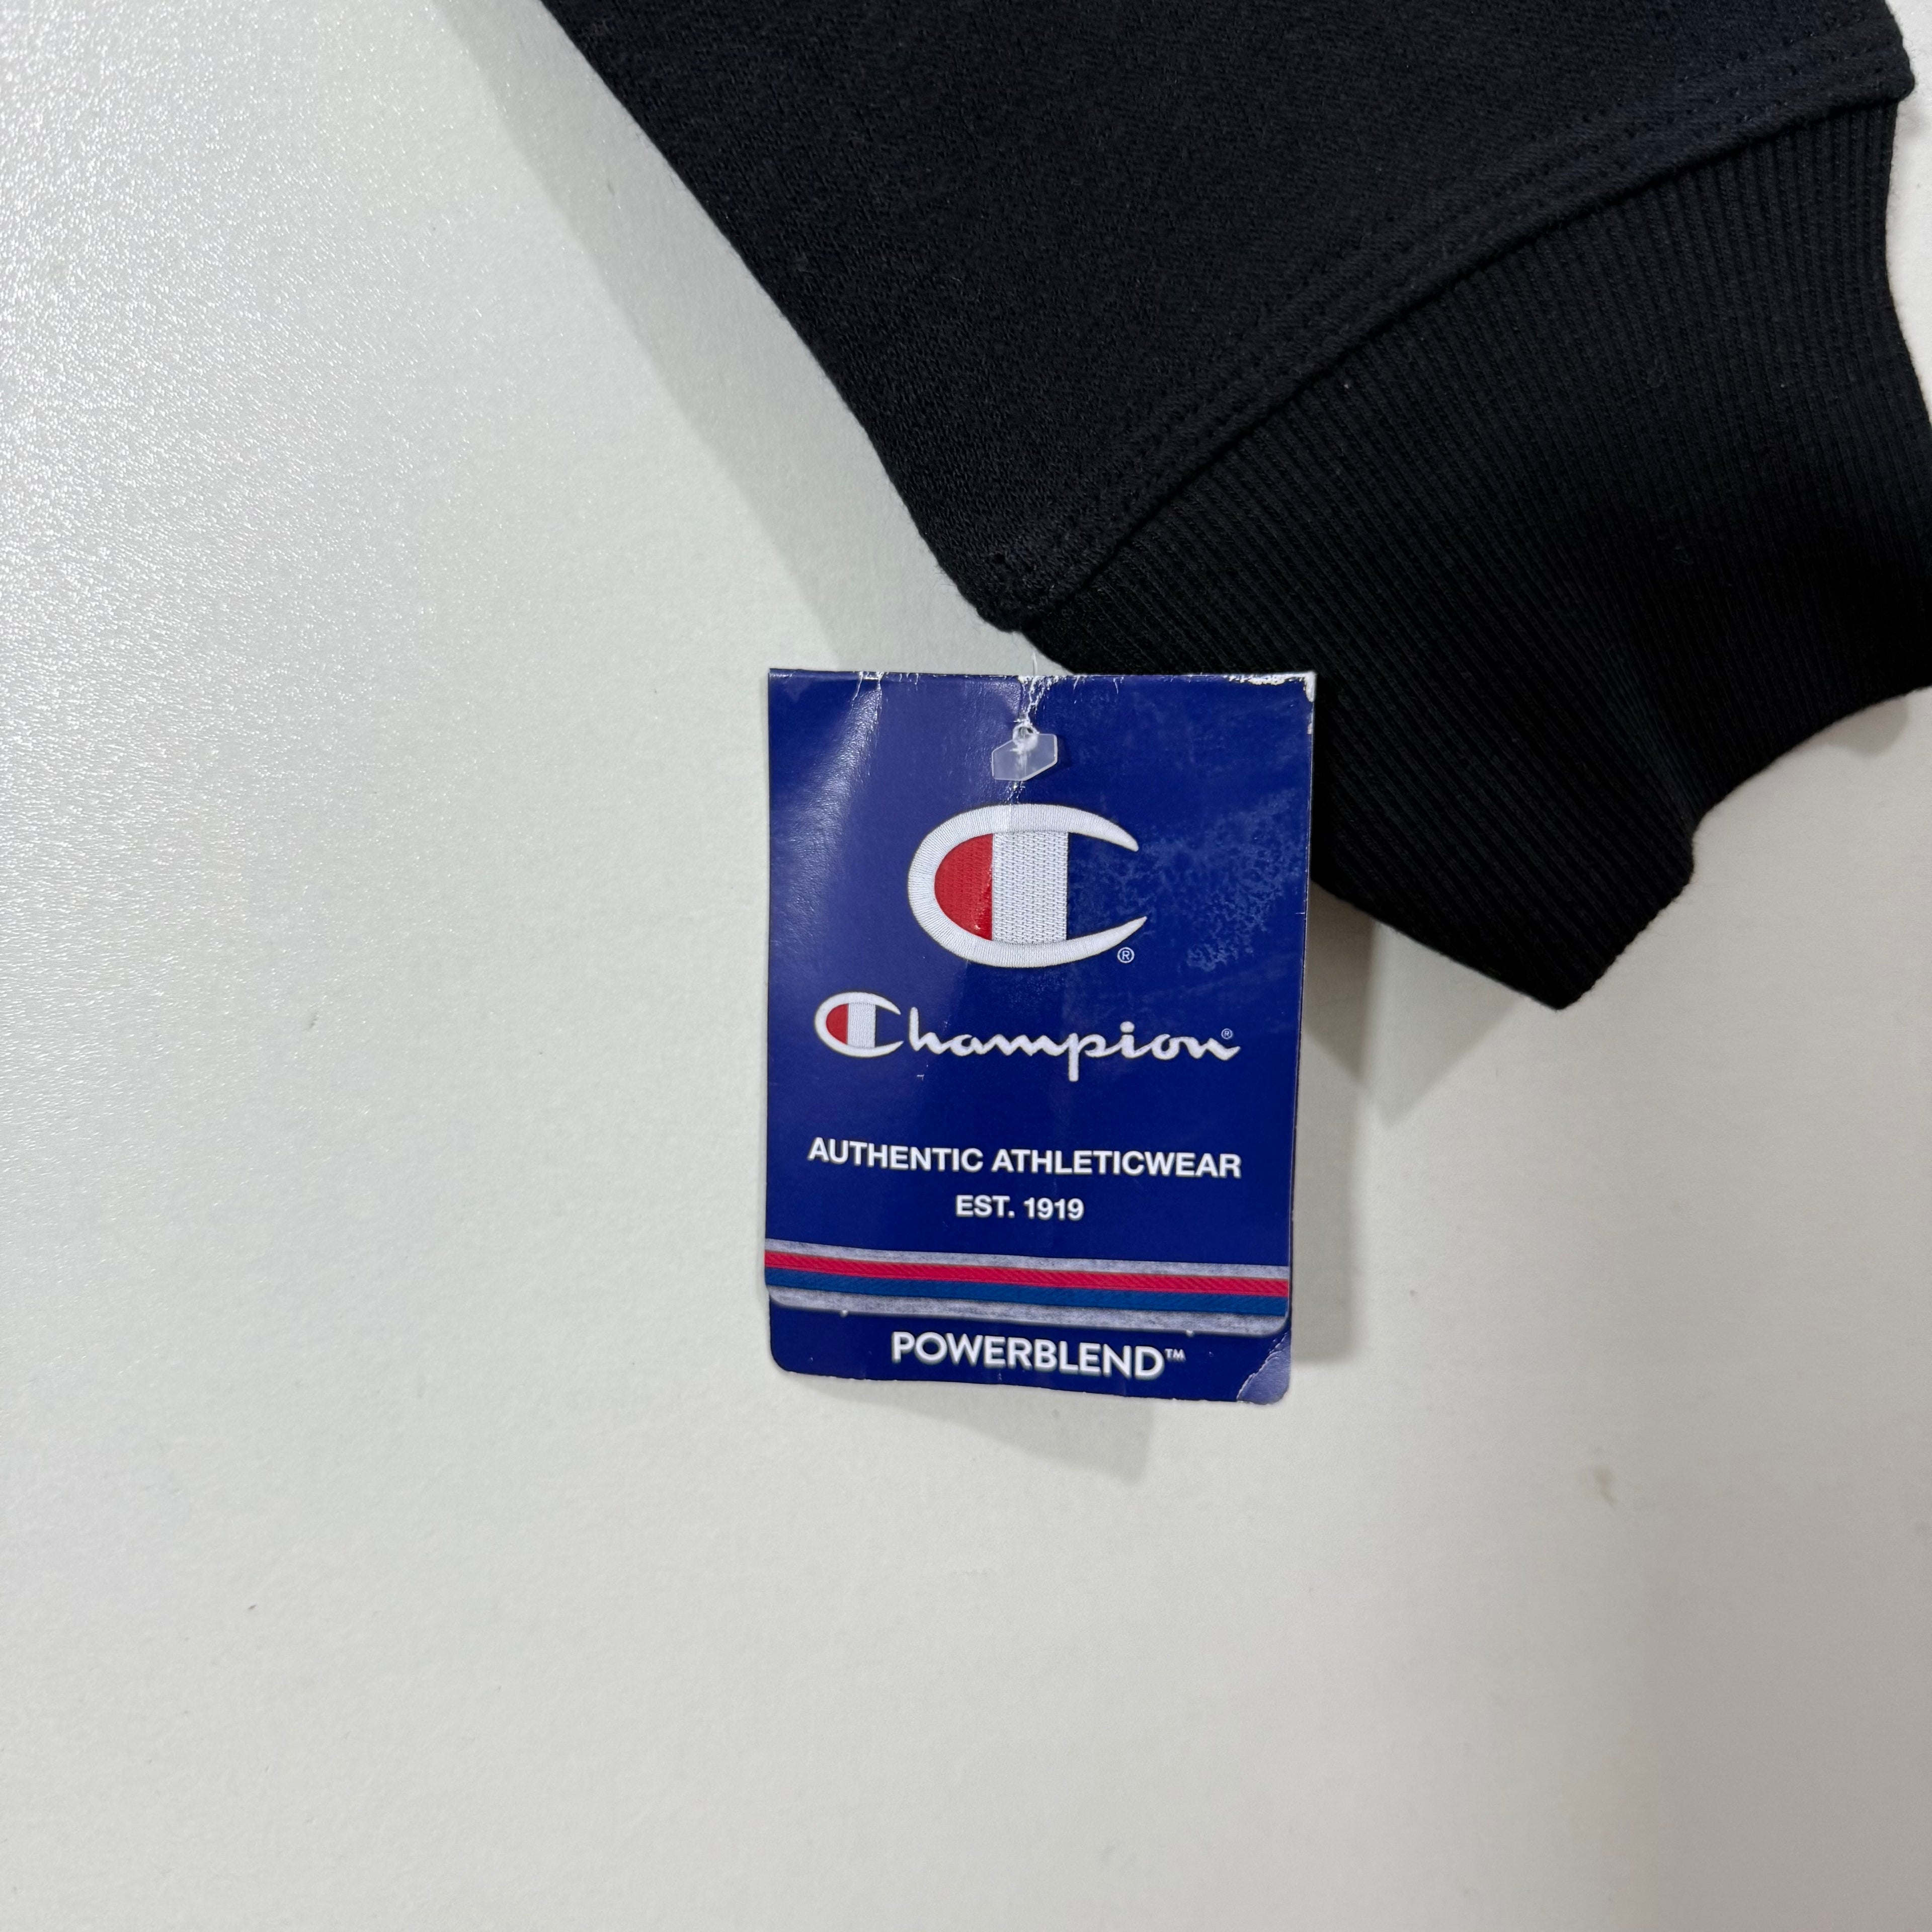 ®
Champion®
AUTHENTIC ATHLETICWEAR
EST. 1919
POWERBLEND™